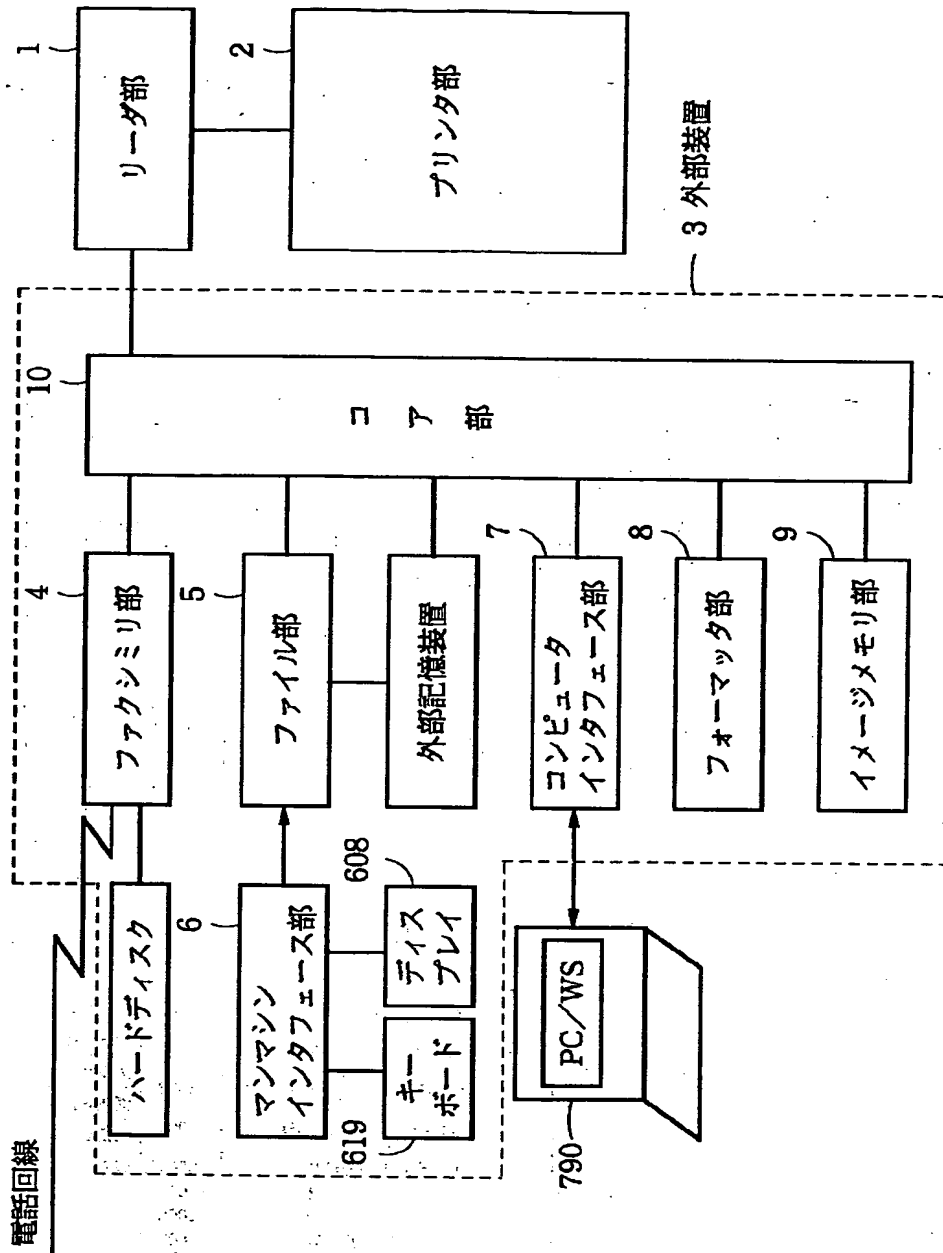 電話回線
ハードディスク
4
ファクシミリ部
10
コア部
リーダ部
1
プリンタ部
2
6
マンマシン
インタフェース部
5
ファイル部
619
キー
ボード
608
ディス
プレイ
外部記憶装置
3 外部装置
790
PC/WS
7
コンピュータ
インタフェース部
8
フォーマッタ部
9
イメージメモリ部